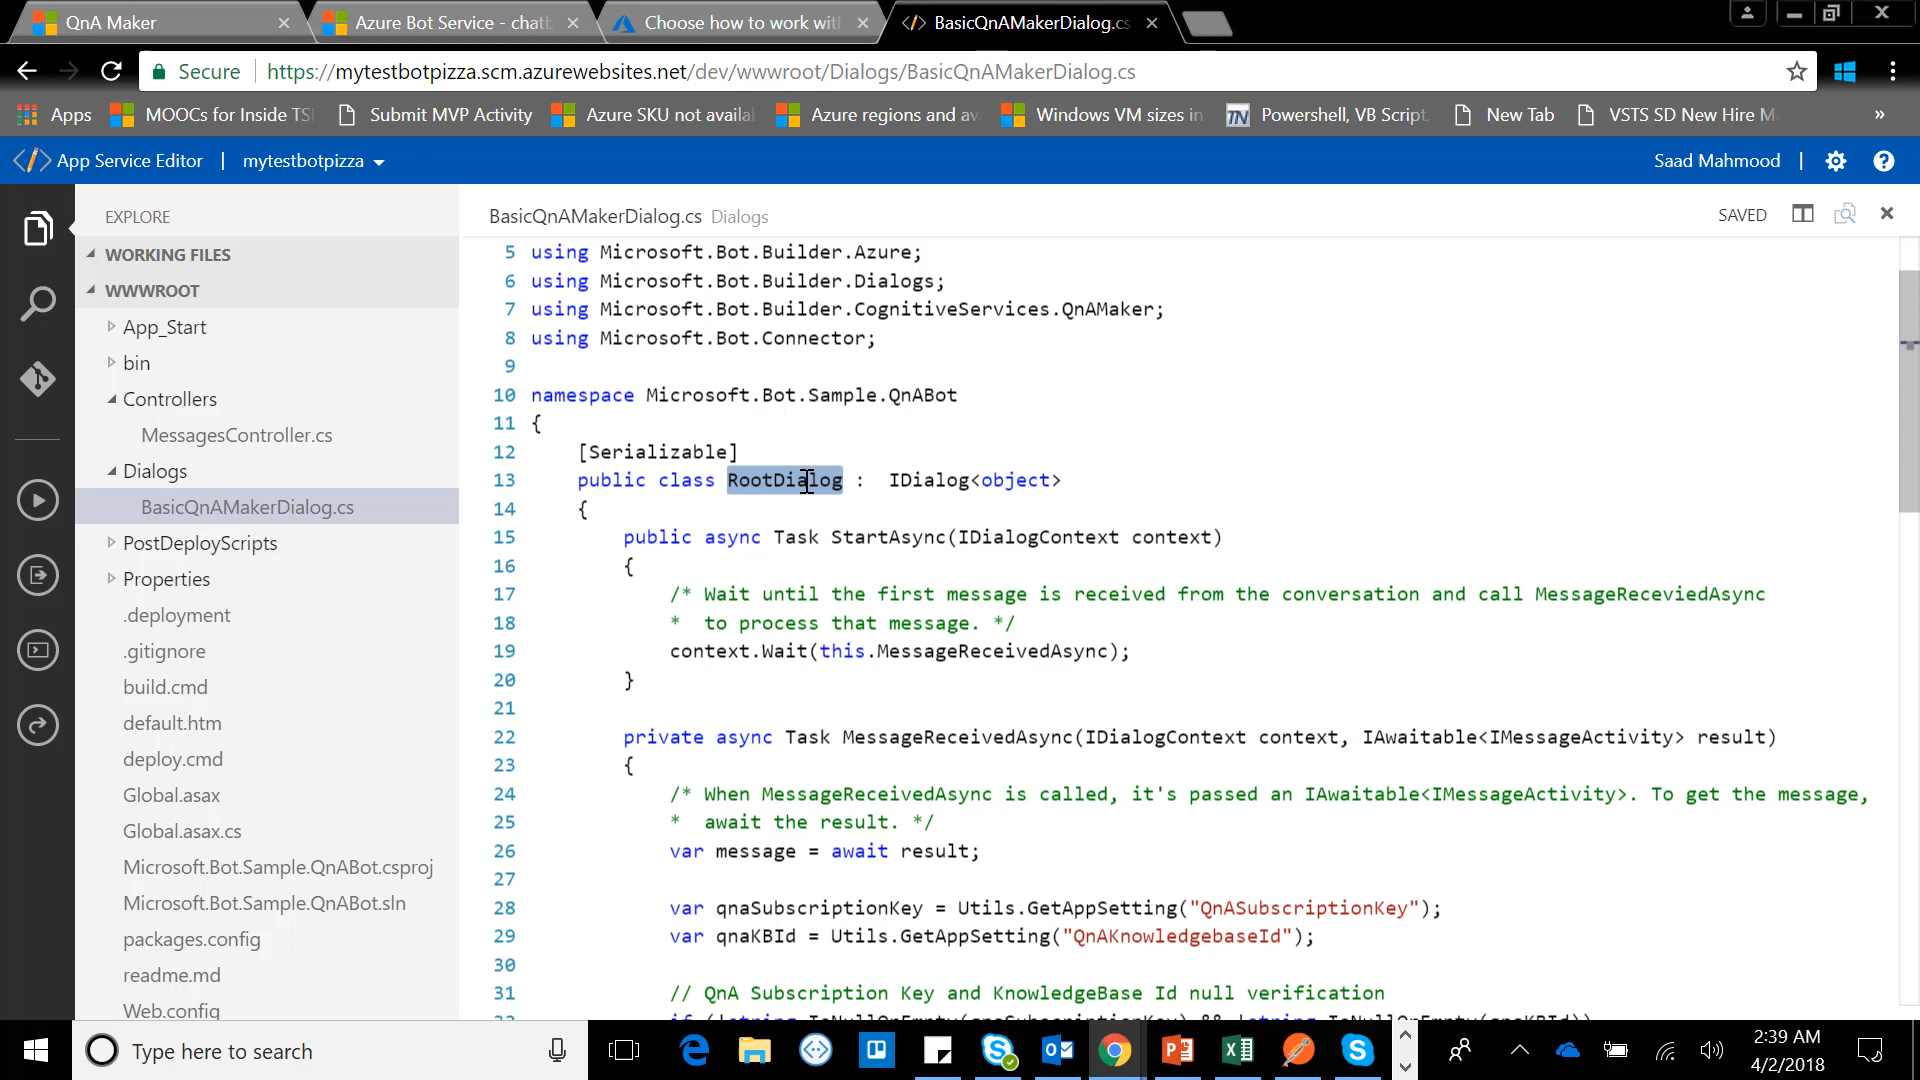 QnA Maker
Azure Bot Service - chatb
Choose how to work with
BasicQnAMakerDialog.cs
Secure
https://mytestbotpizza.scm.azurewebsites.net/dev/wwwroot/Dialogs/BasicQnAMakerDialog.cs
Apps
MOOCs for Inside TS
Submit MVP Activity
Azure SKU not availa
Azure regions and av
Windows VM sizes in
TN
Powershell, VB Script,
New Tab
VSTS SD New Hire M
»
App Service Editor | mytestbotpizza
Saad Mahmood |
EXPLORE
WORKING FILES
WWWROOT
App_Start
bin
Controllers
MessagesController.cs
Dialogs
BasicQnAMakerDialog.cs
PostDeployScripts
Properties
.deployment
.gitignore
build.cmd
default.htm
deploy.cmd
Global.asax
Global.asax.cs
Microsoft.Bot.Sample.QnABot.csproj
Microsoft.Bot.Sample.QnABot.sln
packages.config
readme.md
Web.config
BasicQnAMakerDialog.cs Dialogs
SAVED
5 using Microsoft.Bot.Builder.Azure;
6 using Microsoft.Bot.Builder.Dialogs;
7 using Microsoft.Bot.Builder.CognitiveServices.QnAMaker;
8 using Microsoft.Bot.Connector;
9
10 namespace Microsoft.Bot.Sample.QnABot
11 {
12 [Serializable]
13 public class RootDialog : IDialog<object>
14 {
15 public async Task StartAsync(IDialogContext context)
16 {
17 /* Wait until the first message is received from the conversation and call MessageReceviedAsync
18 * to process that message. */
19 context.Wait(this.MessageReceivedAsync);
20 }
21
22 private async Task MessageReceivedAsync(IDialogContext context, IAwaitable<IMessageActivity> result)
23 {
24 /* When MessageReceivedAsync is called, it's passed an IAwaitable<IMessageActivity>. To get the message,
25 * await the result. */
26 var message = await result;
27
28 var qnaSubscriptionKey = Utils.GetAppSetting("QnASubscriptionKey");
29 var qnaKBId = Utils.GetAppSetting("QnAKnowledgebaseId");
30
31 // QnA Subscription Key and KnowledgeBase Id null verification
Type here to search
2:39 AM
4/2/2018